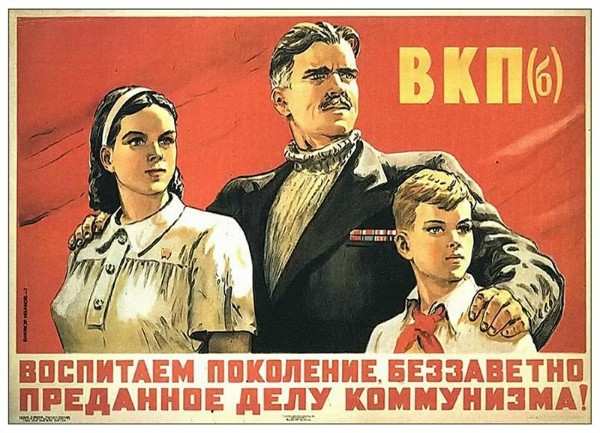 ВКП(б)
ВОСПИТАЕМ ПОКОЛЕНИЕ, БЕЗЗАВЕТНО
ПРЕДАННОЕ ДЕЛУ КОММУНИЗМА!